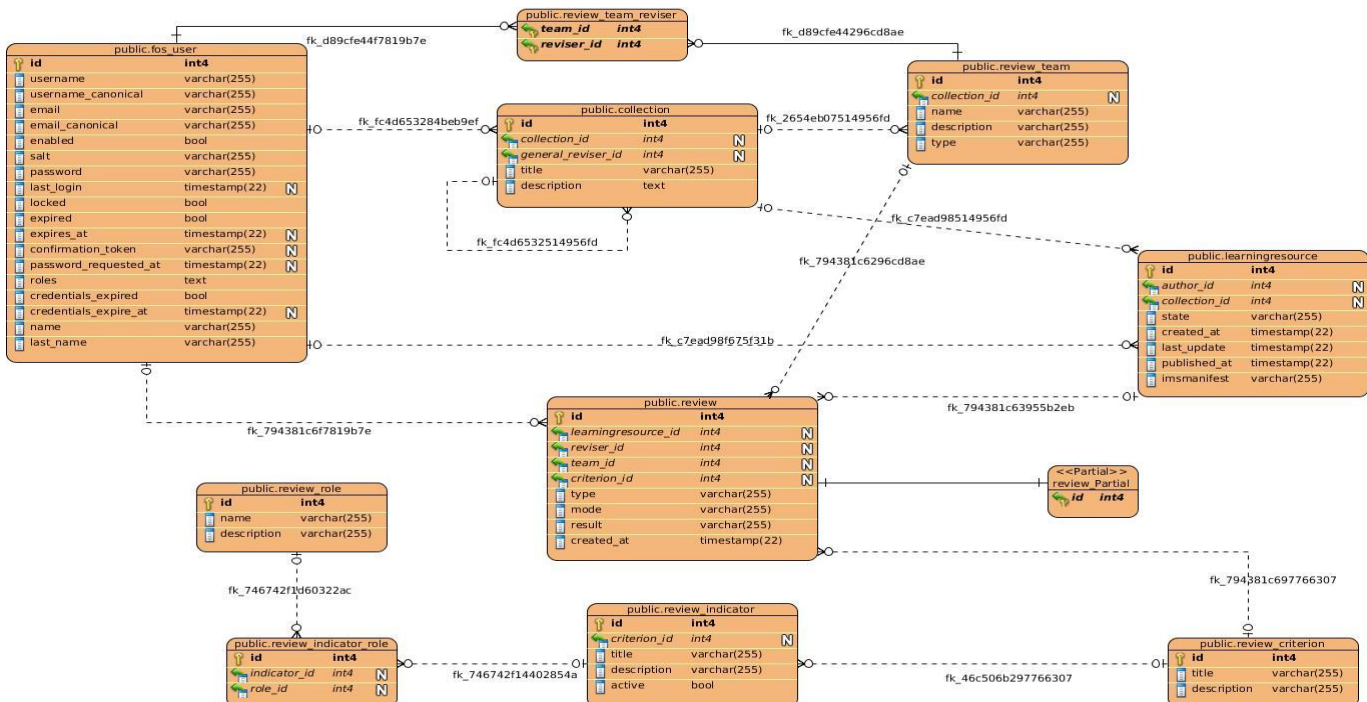 public.review_team_reviser
team_id int4
reviser_id int4
fk_d89cfe44f7819b7e
fk_d89cfe44296cd8ae
public.fos_user
id int4
username varchar(255)
username_canonical varchar(255)
email varchar(255)
email_canonical varchar(255)
enabled bool
salt varchar(255)
password varchar(255)
last_login timestamp(22) N
locked bool
expired bool
expires_at timestamp(22) N
confirmation_token varchar(255) N
password_requested_at timestamp(22) N
roles text
credentials_expired bool
credentials_expire_at timestamp(22) N
name varchar(255)
last_name varchar(255)
public.review_team
id int4
collection_id int4 N
name varchar(255)
description varchar(255)
type varchar(255)
fk_fc4d653284beb9ef
public.collection
id int4
collection_id int4 N
general_reviser_id int4 N
title varchar(255)
description text
fk_2654eb07514956fd
fk_fc4d6532514956fd
fk_c7ead98514956fd
fk_794381c6296cd8ae
public.learningresource
id int4
author_id int4 N
collection_id int4 N
state varchar(255)
created_at timestamp(22)
last_update timestamp(22)
published_at timestamp(22)
imsmanifest varchar(255)
fk_c7ead98f675f31b
fk_794381c63955b2eb
fk_794381c6f7819b7e
public.review
id int4
learningresource_id int4 N
reviser_id int4 N
team_id int4 N
criterion_id int4 N
type varchar(255)
mode varchar(255)
result varchar(255)
created_at timestamp(22)
<<Partial>>
review_Partial
id int4
public.review_role
id int4
name varchar(255)
description varchar(255)
fk_794381c697766307
fk_746742f1d60322ac
public.review_indicator_role
id int4
indicator_id int4 N
role_id int4 N
fk_746742f14402854a
public.review_indicator
id int4
criterion_id int4 N
title varchar(255)
description varchar(255)
active bool
fk_46c506b297766307
public.review_criterion
id int4
title varchar(255)
description varchar(255)